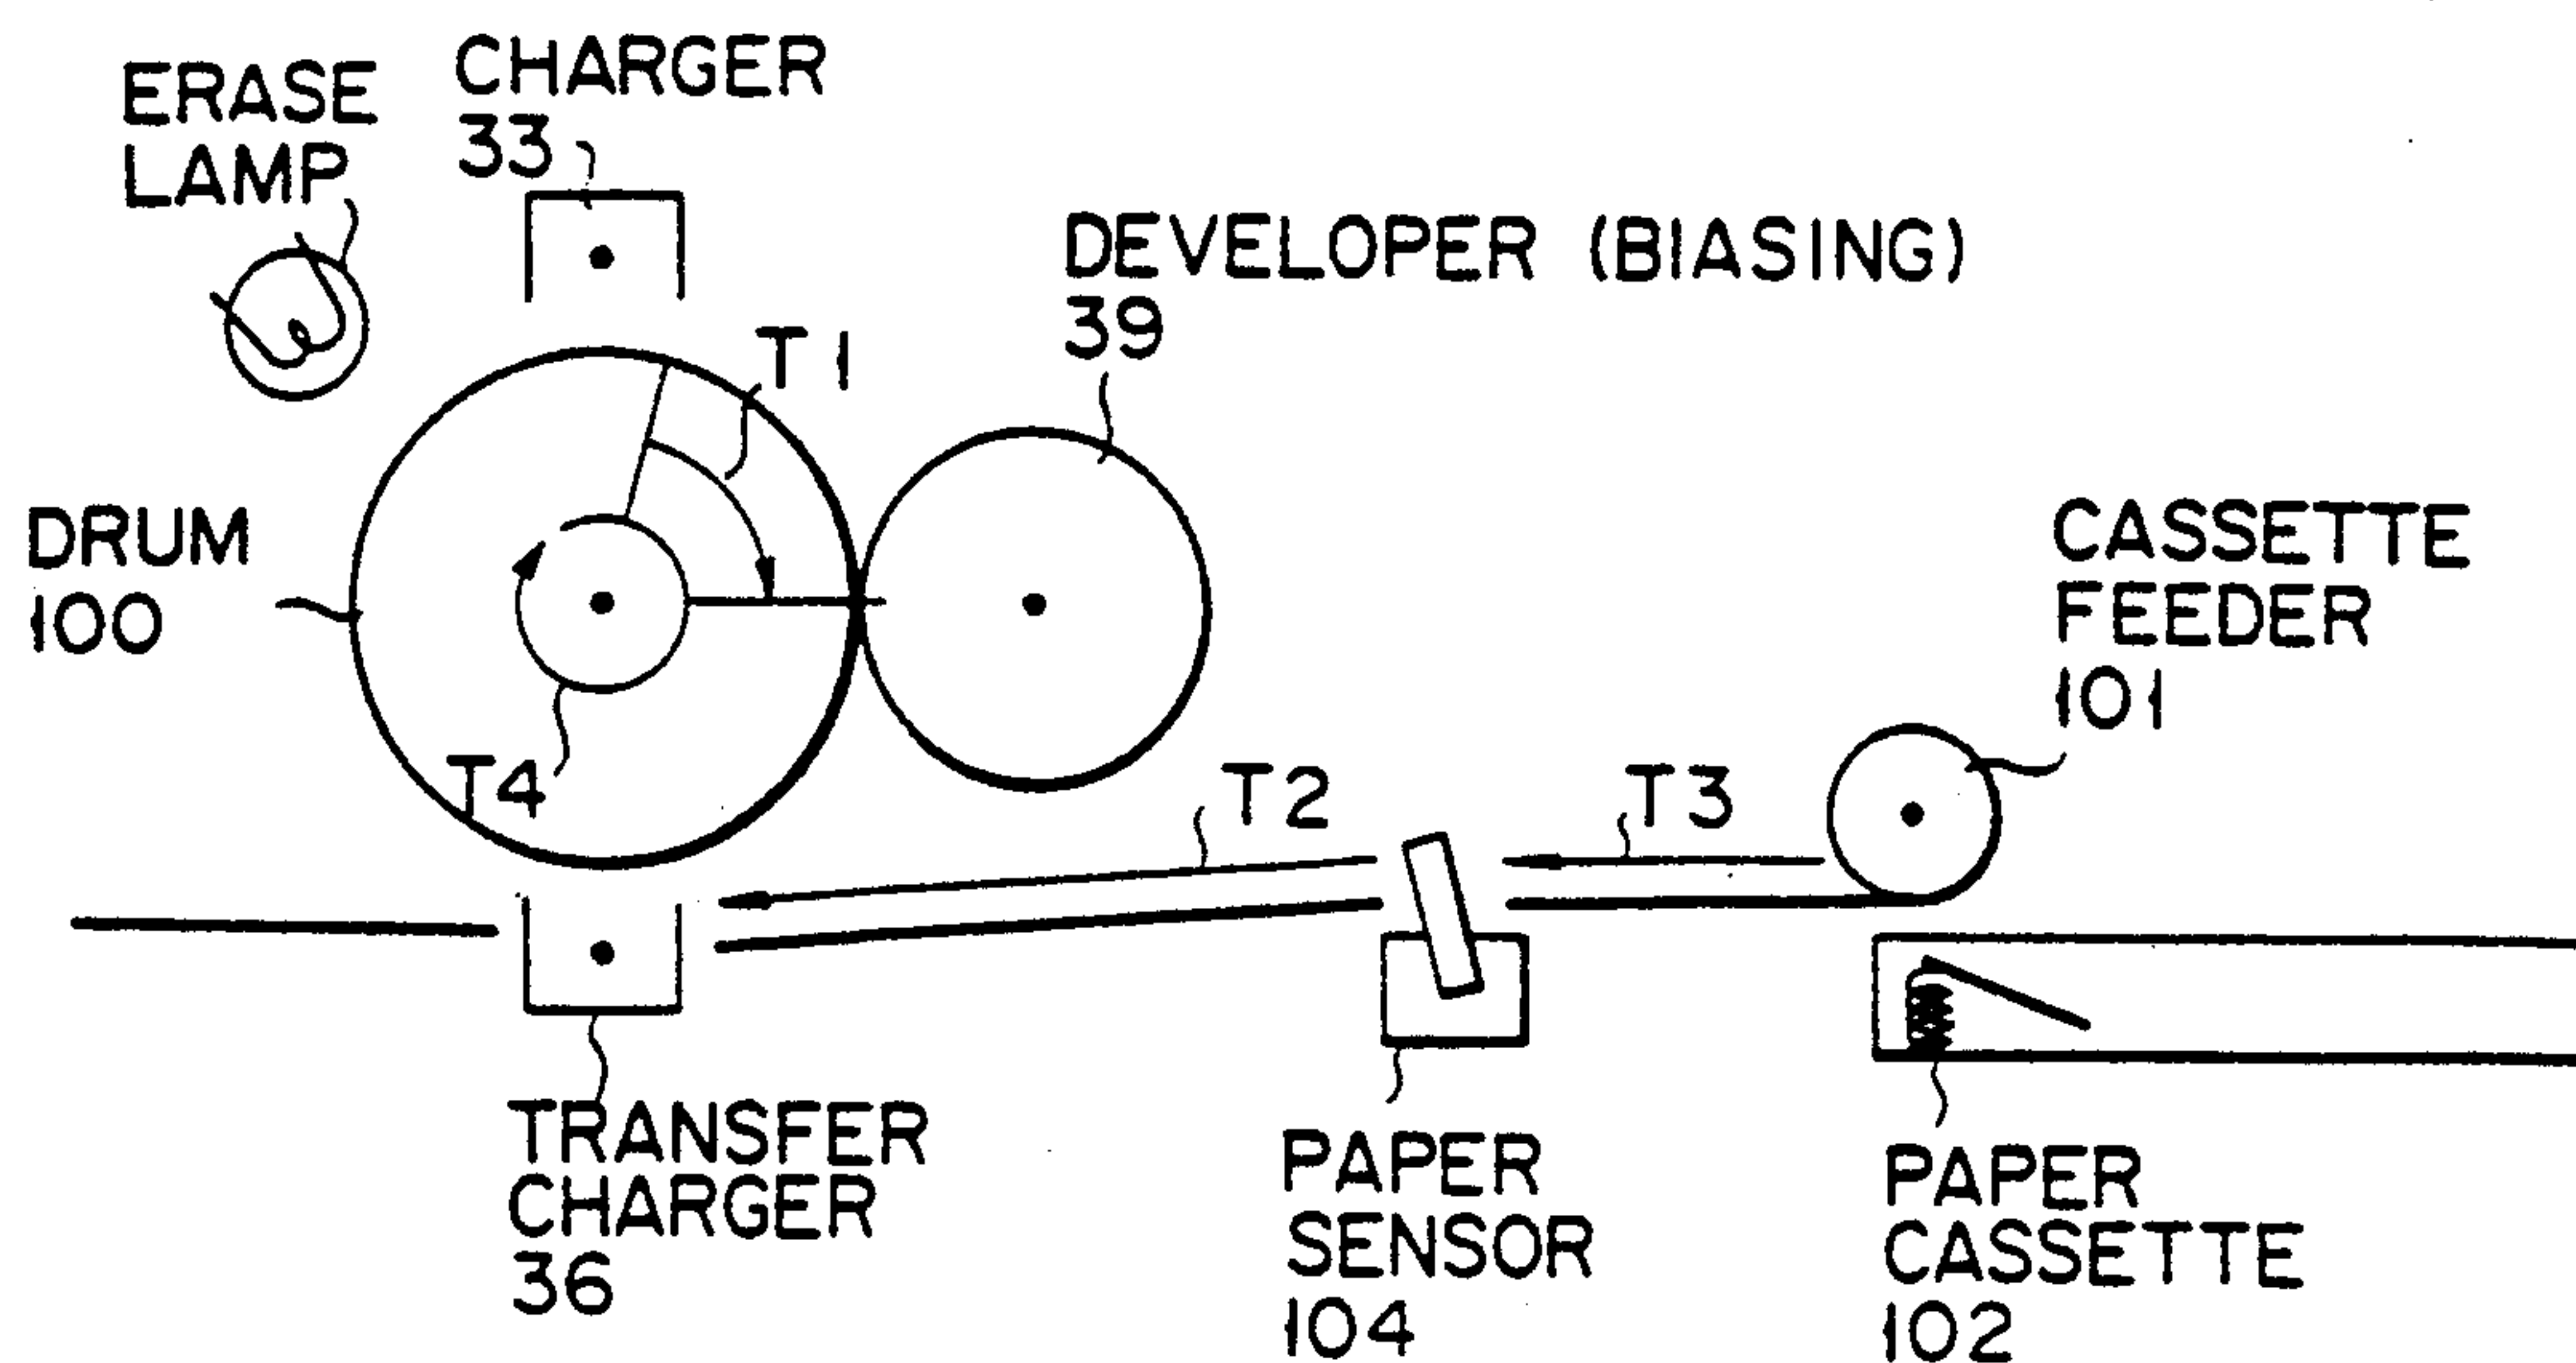 ERASE
LAMP
CHARGER
33
DEVELOPER (BIASING)
39
T1
DRUM
100
CASSETTE
FEEDER
101
T4
T2
T3
TRANSFER
CHARGER
36
PAPER
SENSOR
104
PAPER
CASSETTE
102